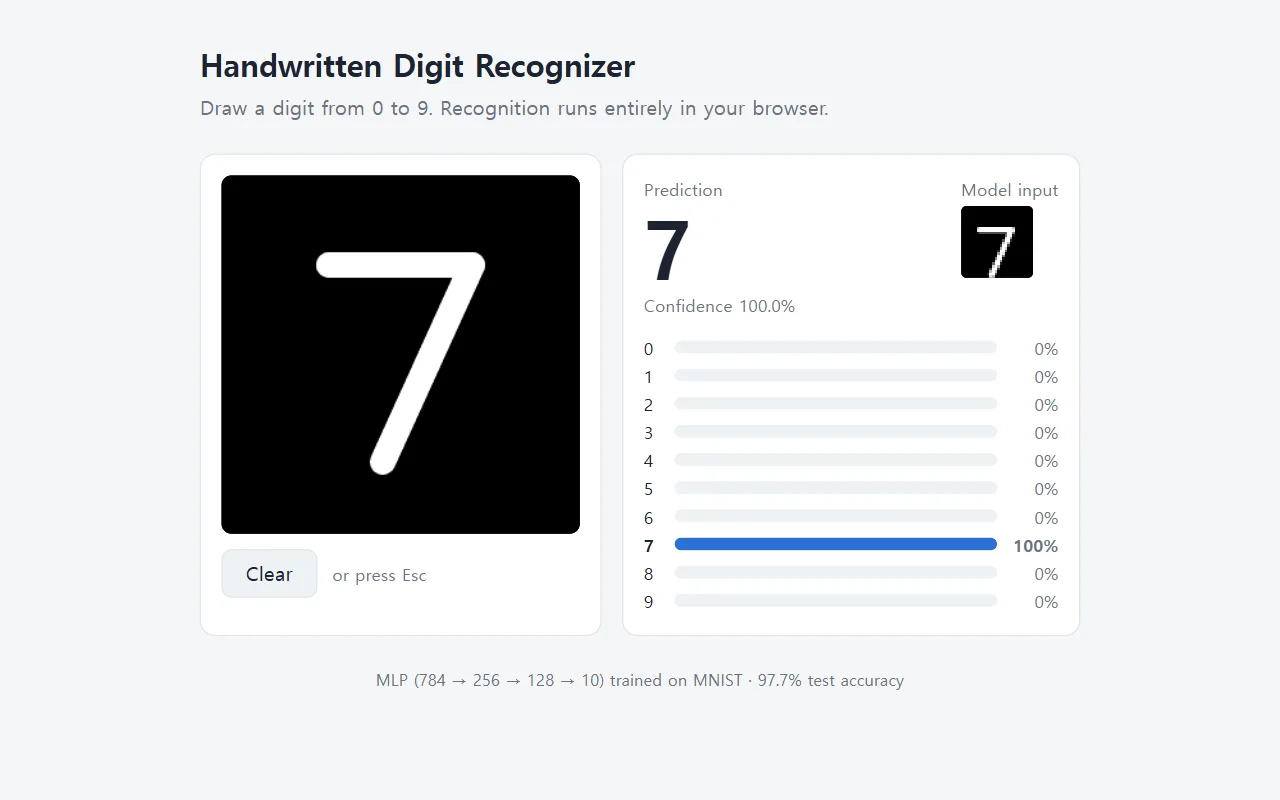 Handwritten Digit Recognizer
Draw a digit from 0 to 9. Recognition runs entirely in your browser.
7
Clear
or press Esc
Prediction
7
Confidence 100.0%
Model input
7
0 0%
1 0%
2 0%
3 0%
4 0%
5 0%
6 0%
7 100%
8 0%
9 0%
MLP (784 → 256 → 128 → 10) trained on MNIST · 97.7% test accuracy